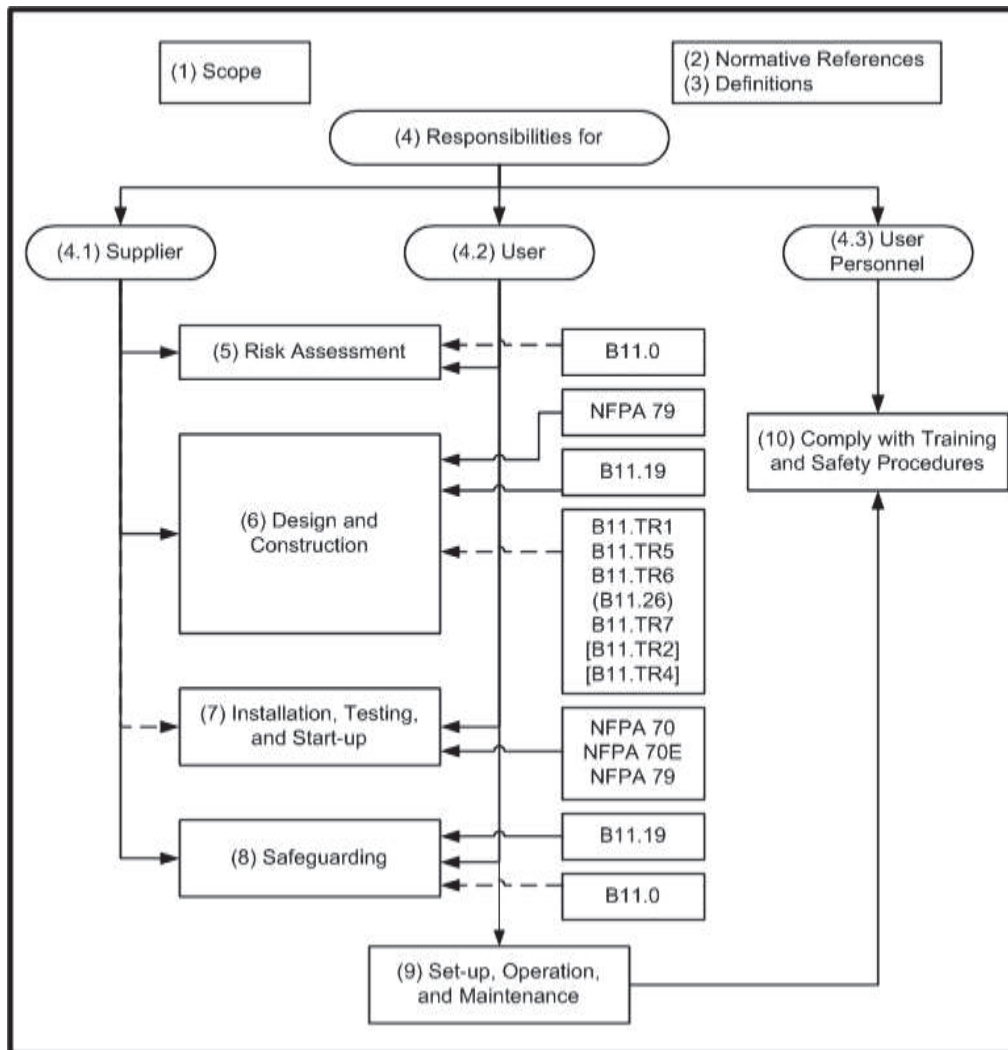 (1) Scope
(2) Normative References
(3) Definitions
(4) Responsibilities for
(4.1) Supplier
(4.2) User
(4.3) User
Personnel
(5) Risk Assessment
B11.0
NFPA 79
(10) Comply with Training
and Safety Procedures
B11.19
(6) Design and
Construction
B11.TR1
B11.TR5
B11.TR6
(B11.26)
B11.TR7
[B11.TR2]
[B11.TR4]
(7) Installation, Testing,
and Start-up
NFPA 70
NFPA 70E
NFPA 79
(8) Safeguarding
B11.19
B11.0
(9) Set-up, Operation,
and Maintenance